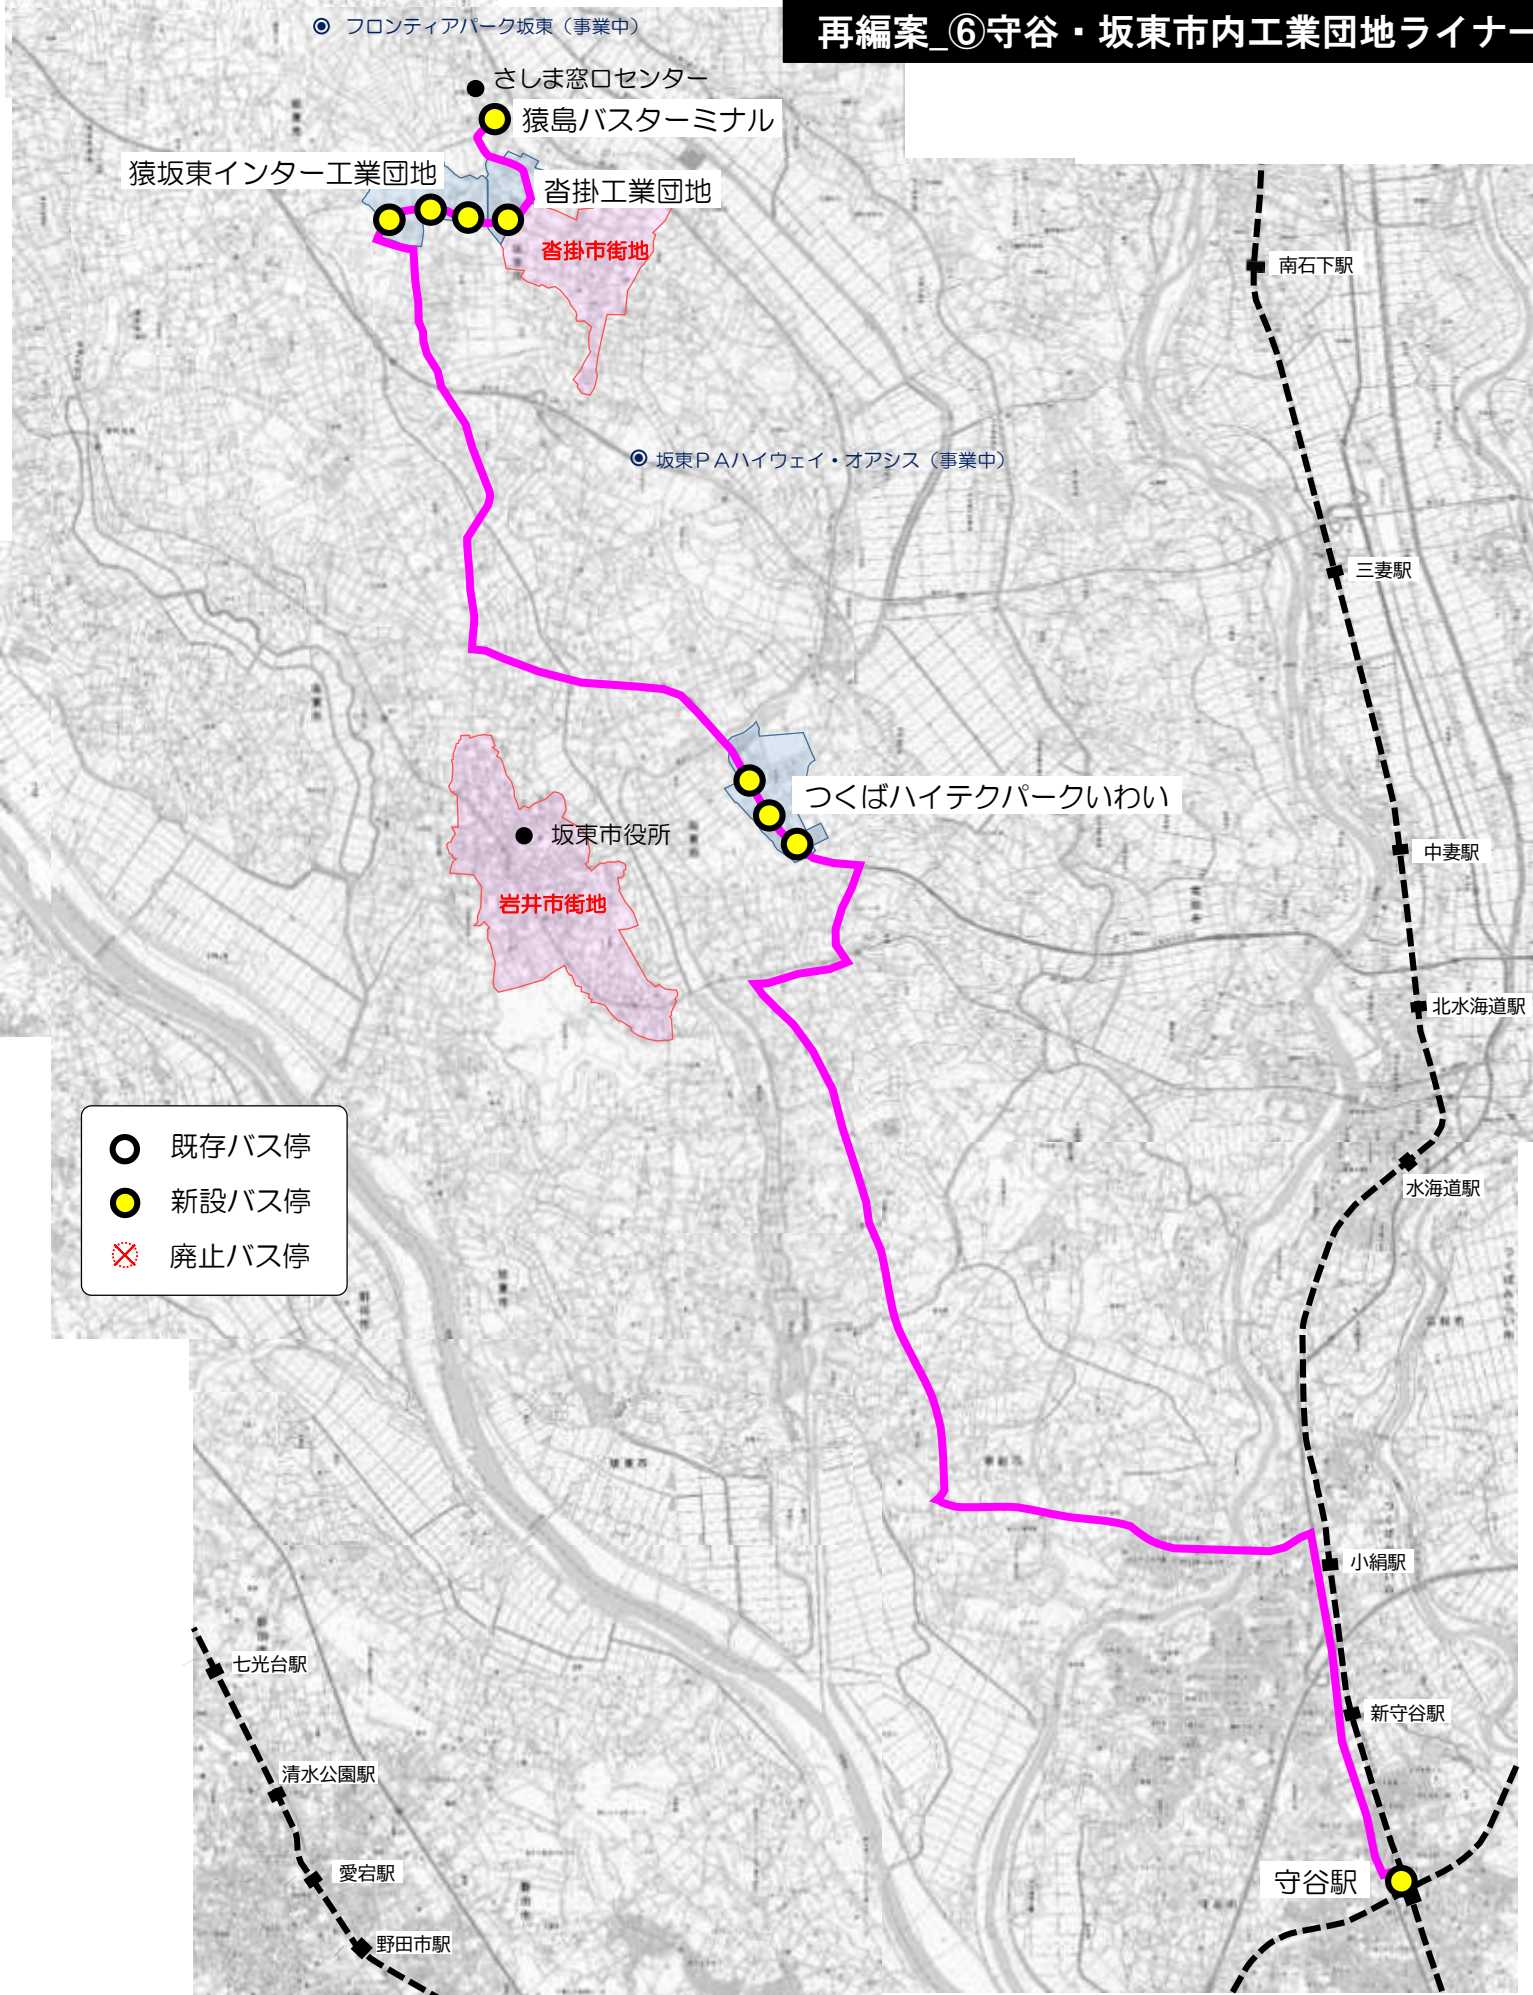 再編案_⑥守谷・坂東市内工業団地ライナー
フロンティアパーク坂東（事業中）
さしま窓口センター
猿島バスターミナル
猿坂東インター工業団地
沓掛工業団地
沓掛市街地
南石下駅
坂東ＰＡハイウェイ・オアシス（事業中）
三妻駅
つくばハイテクパークいわい
坂東市役所
中妻駅
岩井市街地
北水海道駅
既存バス停
新設バス停
廃止バス停
水海道駅
小絹駅
七光台駅
新守谷駅
清水公園駅
愛宕駅
守谷駅
野田市駅